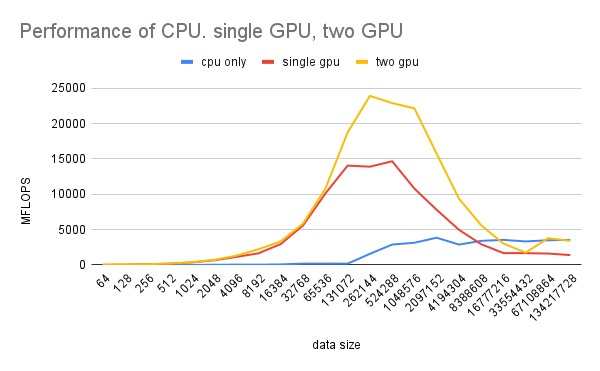 Performance of CPU. single GPU, two GPU
cpu only single gpu two gpu
25000
20000
15000
10000
5000
0
MFLOPS
64 128 256 512 1024 2048 4096 8192 16384 32768 65536 131072 262144 524288 1048576 2097152 4194304 8388608 16777216 33554432 67108864 134217728
data size